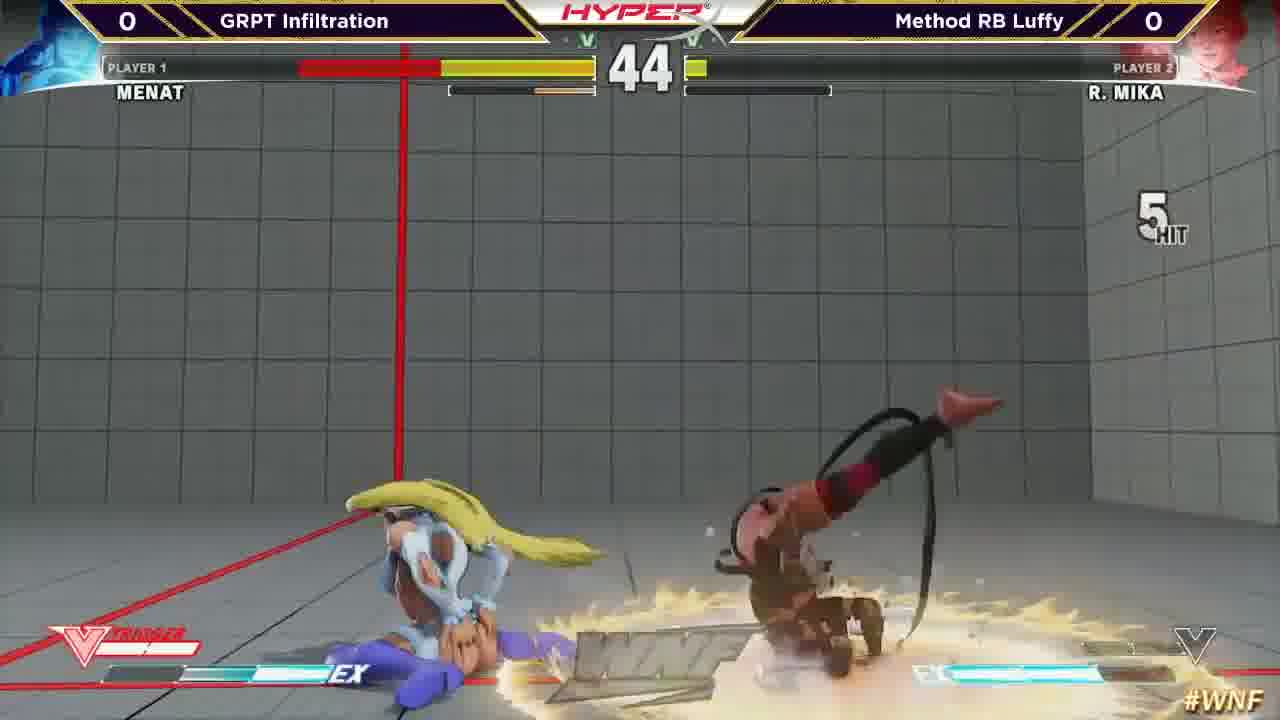 0 GRPT Infiltration HYPERX Method RB Luffy 0
PLAYER 1 44 PLAYER 2
MENAT R. MIKA
5 HIT
V TRIGGER V
EX EX
#WNF